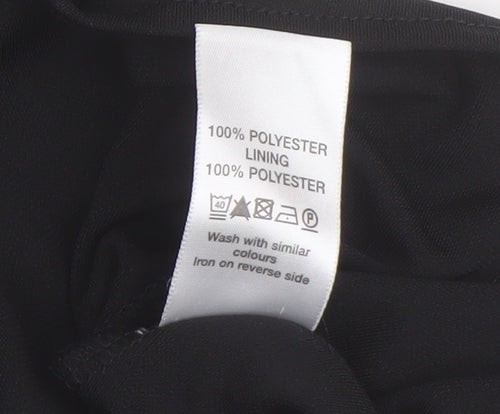 100% POLYESTER
LINING
100% POLYESTER
40 P
Wash with similar
colours
Iron on reverse side